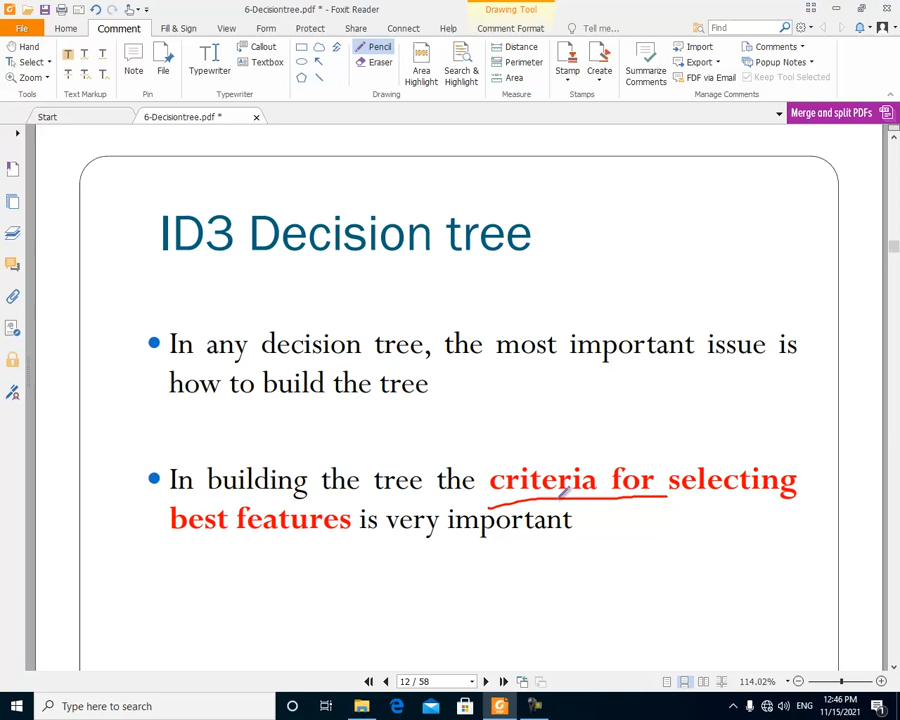 6-Decisiontree.pdf * - Foxit Reader
Drawing Tool
File Home Comment Fill & Sign View Form Protect Share Connect Help Comment Format Tell me... Find
Hand
Select
Zoom
Tools
T T T
T T T
Text Markup
Note
File
Pin
Typewriter
Callout
Textbox
Typewriter
Pencil
Eraser
Drawing
Area Highlight
Search & Highlight
Distance
Perimeter
Area
Measure
Stamp
Create
Stamps
Summarize Comments
Import
Export
FDF via Email
Comments
Popup Notes
Keep Tool Selected
Manage Comments
Start
6-Decisiontree.pdf *
Merge and split PDFs
ID3 Decision tree
In any decision tree, the most important issue is
how to build the tree
In building the tree the criteria for selecting
best features is very important
12 / 58
114.02%
Type here to search
12:46 PM
11/15/2021